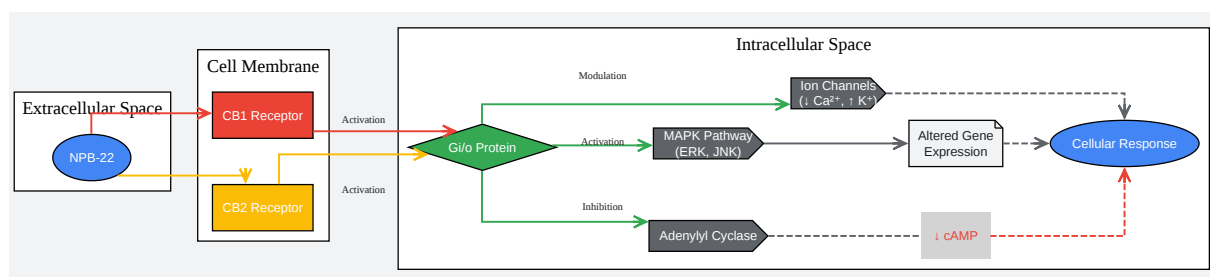 Extracellular Space
NPB-22
Cell Membrane
CB1 Receptor
CB2 Receptor
Activation
Activation
Intracellular Space
Gi/o Protein
Modulation
Activation
Inhibition
Ion Channels
(↓ Ca²⁺, ↑ K⁺)
MAPK Pathway
(ERK, JNK)
Adenylyl Cyclase
Altered Gene
Expression
↓ cAMP
Cellular Response